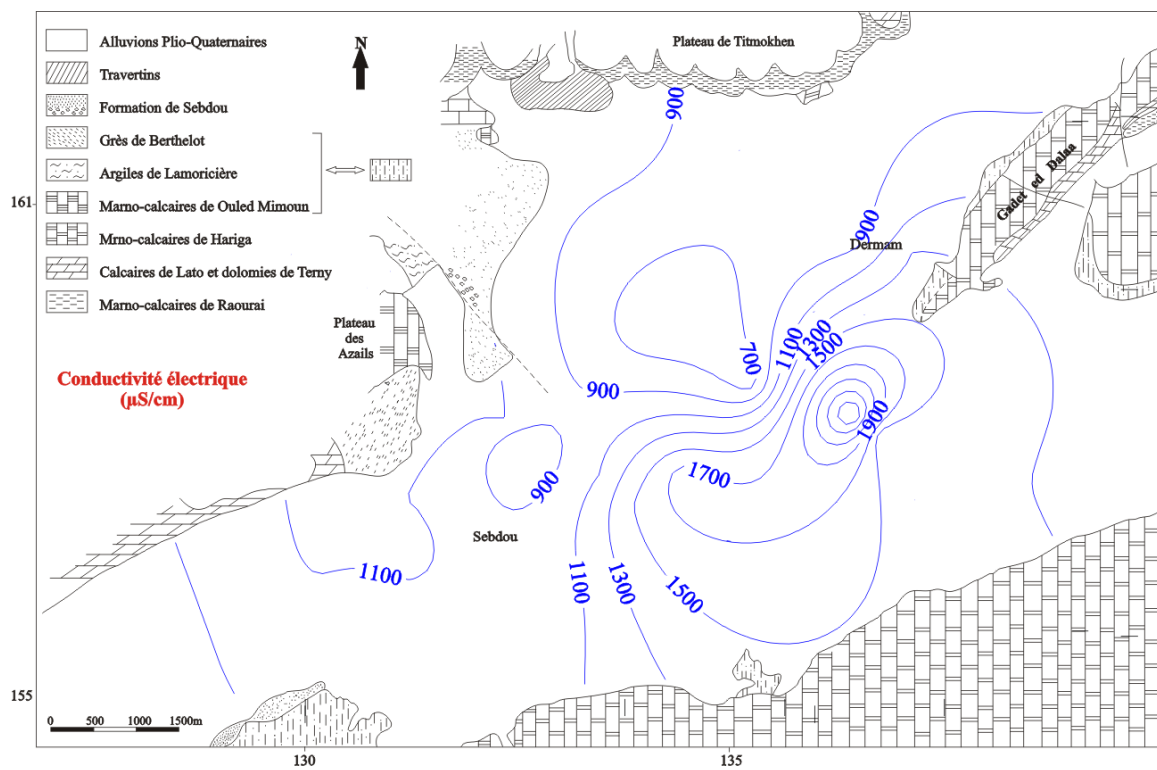 Alluvions Plio-Quaternaires
Travertins
Formation de Sebdou
Grès de Berthelot
Argiles de Lamoricière
Marno-calcaires de Ouled Mimoun
Mrno-calcaires de Hariga
Calcaires de Lato et dolomies de Terny
Marno-calcaires de Raourai
N
Plateau de Titmokhen
900
161
Gadet ed Dalaa
900
Dermam
Plateau
des
Azails
700
1100
1300
1500
Conductivité électrique
(µS/cm)
900
1900
900
1700
Sebdou
1100
1100
1300
1500
155
0 500 1000 1500m
130
135